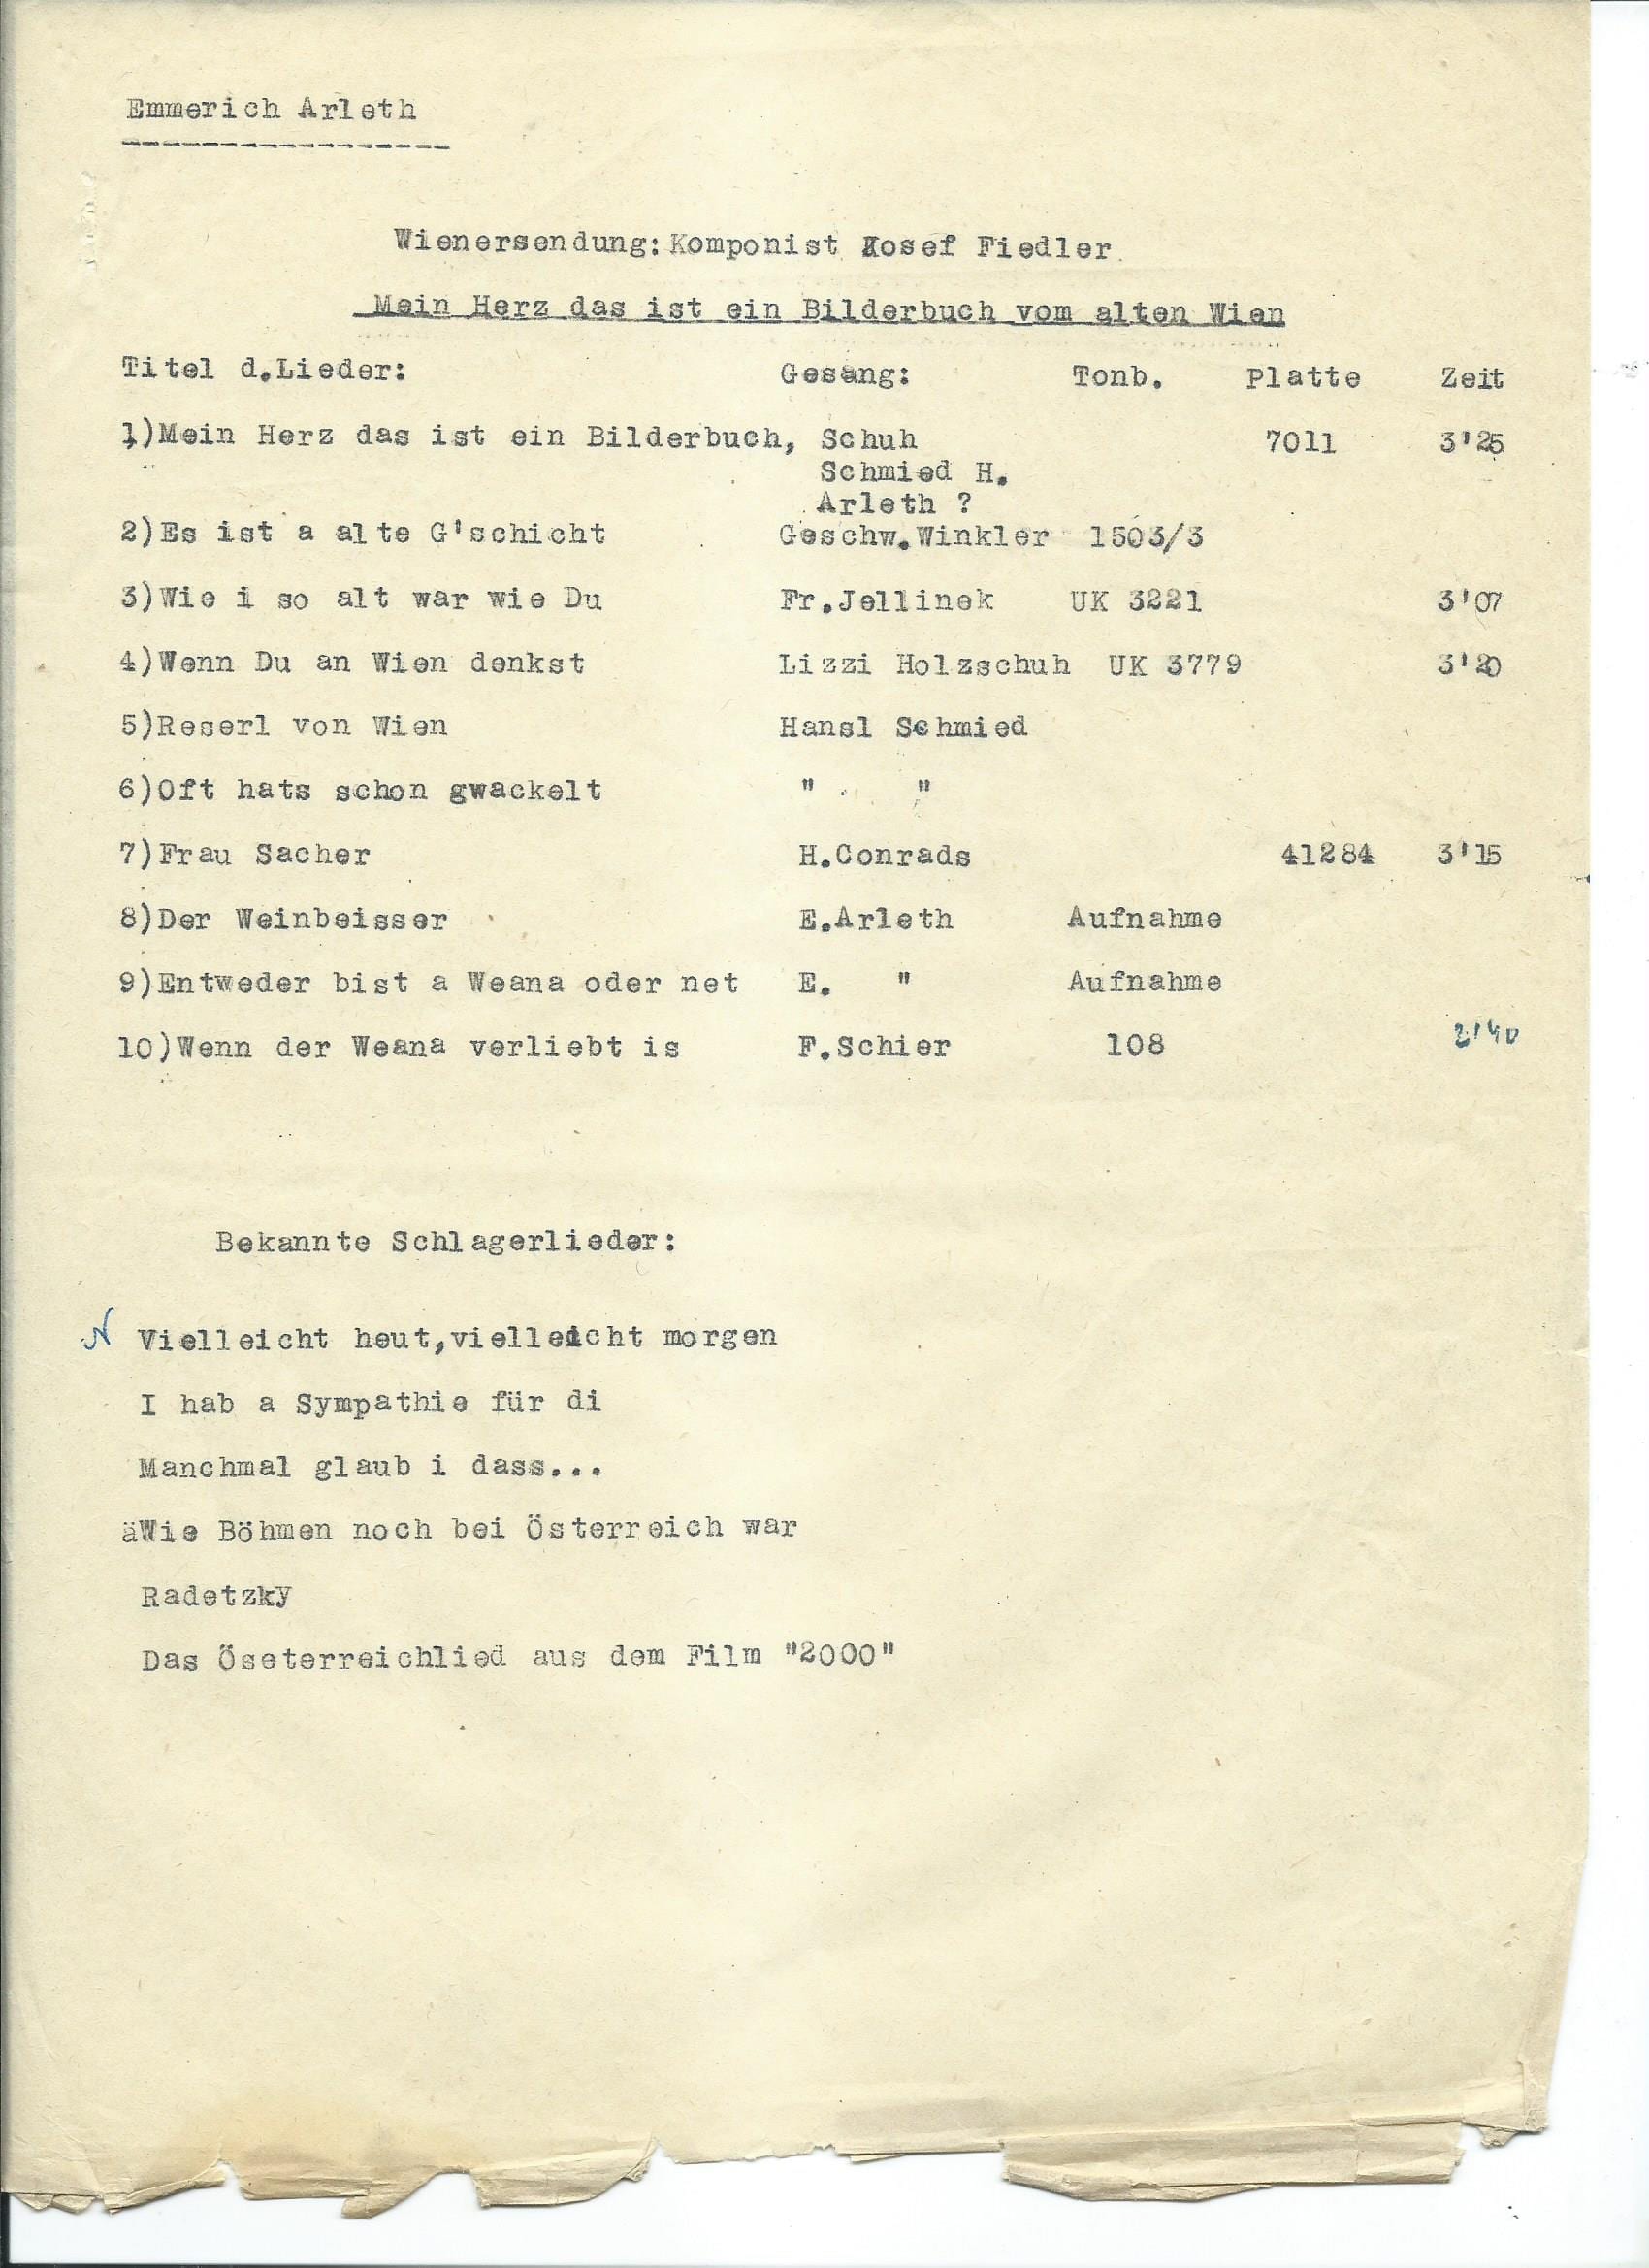 Emmerich Arleth
Wienersendung:Komponist Josef Fiedler
Mein Herz das ist ein Bilderbuch vom alten Wien
Titel d.Lieder: Gesang: Tonb. Platte Zeit
1)Mein Herz das ist ein Bilderbuch, Schuh 7011 3'25
Schmied H.
Arleth ?
2)Es ist a alte G'schicht Geschw.Winkler 1503/3
3)Wie i so alt war wie Du Fr.Jellinek UK 3221 3'07
4)Wenn Du an Wien denkst Lizzi Holzschuh UK 3779 3'20
5)Reserl von Wien Hansl Schmied
6)Oft hats schon gwackelt " "
7)Frau Sacher H.Conrads 41284 3'15
8)Der Weinbeisser E.Arleth Aufnahme
9)Entweder bist a Weana oder net E. " Aufnahme
10)Wenn der Weana verliebt is F.Schier 108 2'40
Bekannte Schlagerlieder:
N Vielleicht heut,vielleicht morgen
I hab a Sympathie für di
Manchmal glaub i dass...
äWie Böhmen noch bei Österreich war
Radetzky
Das Öseterreichlied aus dem Film "2000"